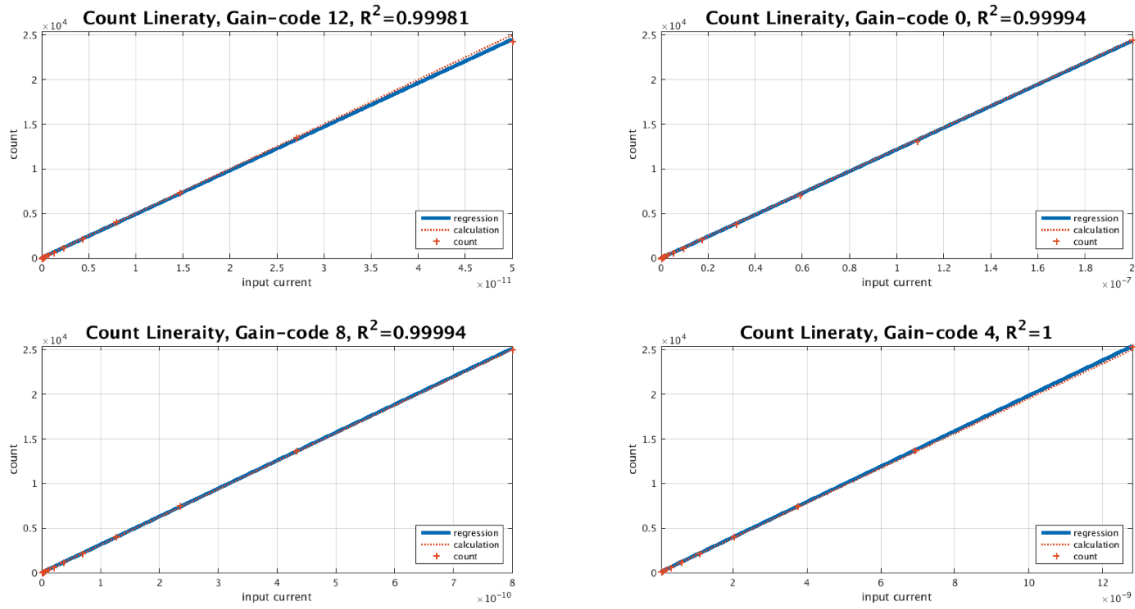 Count Lineraty, Gain-code 12, R²=0.99981
×10⁴
2.5
2
1.5
1
0.5
0
count
regression
calculation
count
0 0.5 1 1.5 2 2.5 3 3.5 4 4.5 5
input current
×10⁻¹¹
Count Lineraty, Gain-code 0, R²=0.99994
×10⁴
2.5
2
1.5
1
0.5
0
count
regression
calculation
count
0 0.2 0.4 0.6 0.8 1 1.2 1.4 1.6 1.8 2
input current
×10⁻⁷
Count Lineraity, Gain-code 8, R²=0.99994
×10⁴
2.5
2
1.5
1
0.5
0
count
regression
calculation
count
0 1 2 3 4 5 6 7 8
input current
×10⁻¹⁰
Count Lineraty, Gain-code 4, R²=1
×10⁴
2.5
2
1.5
1
0.5
0
count
regression
calculation
count
2 4 6 8 10 12
input current
×10⁻⁹